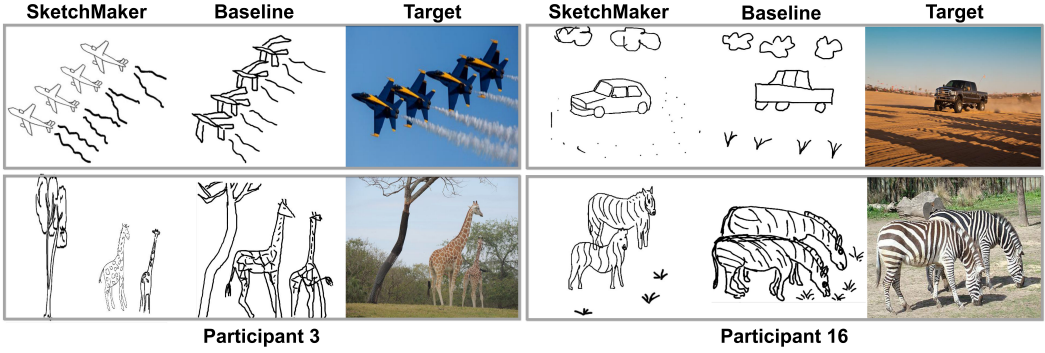 SketchMaker Baseline Target SketchMaker Baseline Target
Participant 3 Participant 16